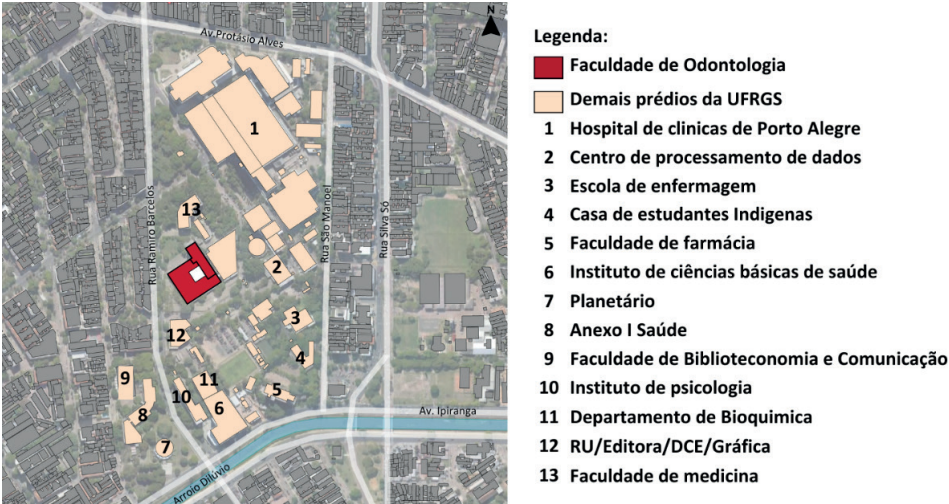 N
Av.Protásio Alves
1
Rua Ramiro Barcelos
Rua São Manoel
Rua Silva Só
13
2
3
12
4
11
9
10
5
6
8
7
Av. Ipiranga
Arroio Dilúvio
Legenda:
Faculdade de Odontologia
Demais prédios da UFRGS
1 Hospital de clinicas de Porto Alegre
2 Centro de processamento de dados
3 Escola de enfermagem
4 Casa de estudantes Indigenas
5 Faculdade de farmácia
6 Instituto de ciências básicas de saúde
7 Planetário
8 Anexo I Saúde
9 Faculdade de Biblioteconomia e Comunicação
10 Instituto de psicologia
11 Departamento de Bioquimica
12 RU/Editora/DCE/Gráfica
13 Faculdade de medicina